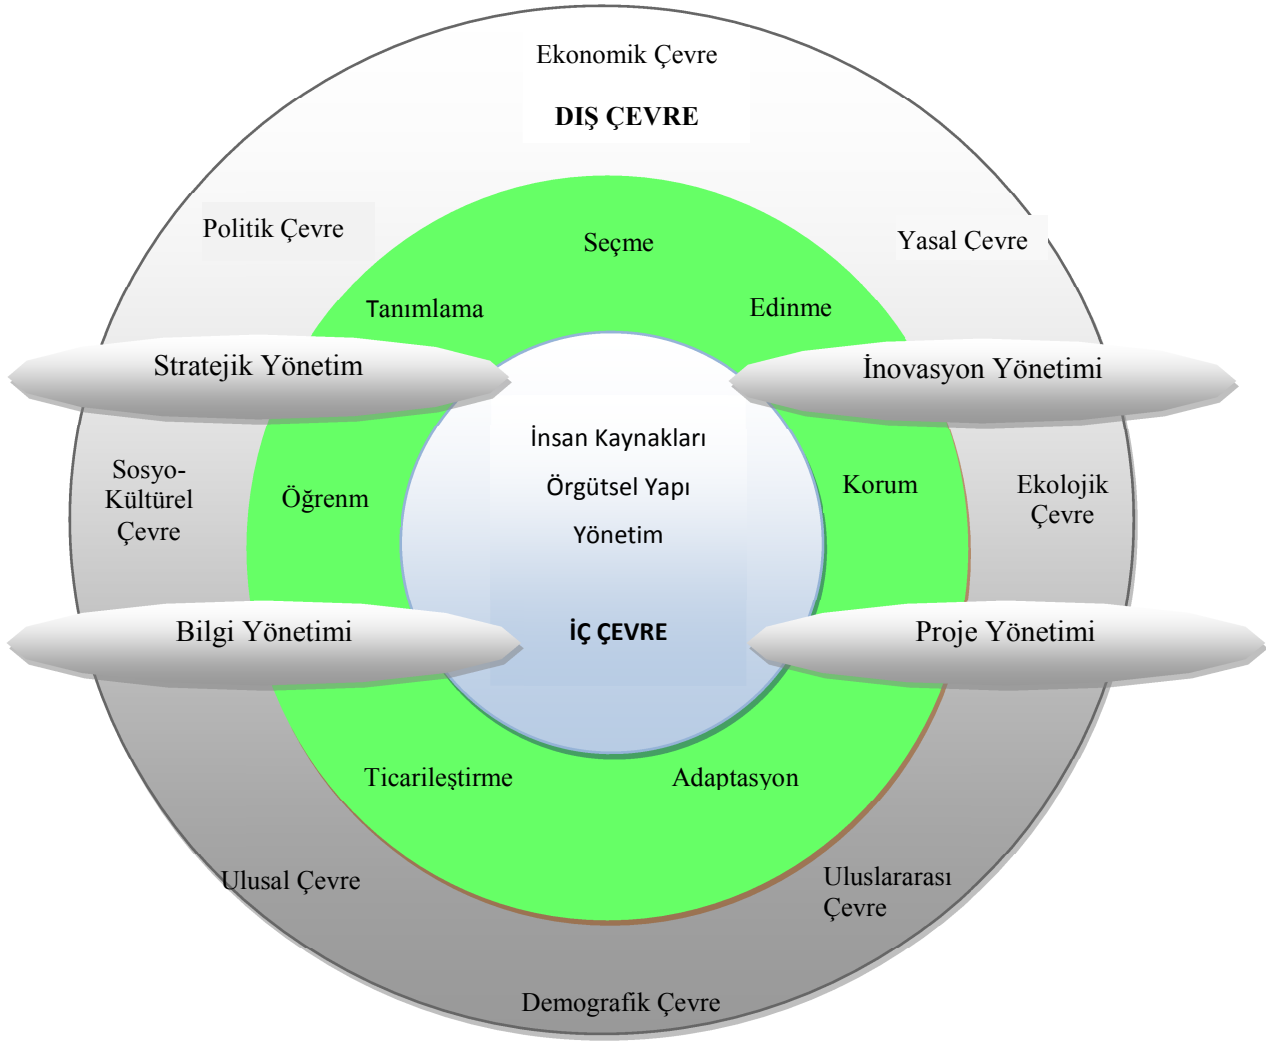 Ekonomik Çevre
DIŞ ÇEVRE
Politik Çevre
Yasal Çevre
Seçme
Tanımlama
Edinme
Stratejik Yönetim
İnovasyon Yönetimi
İnsan Kaynakları
Örgütsel Yapı
Yönetim
İÇ ÇEVRE
Sosyo-
Kültürel
Çevre
Öğrenm
Korum
Ekolojik
Çevre
Bilgi Yönetimi
Proje Yönetimi
Ticarileştirme
Adaptasyon
Ulusal Çevre
Uluslararası
Çevre
Demografik Çevre